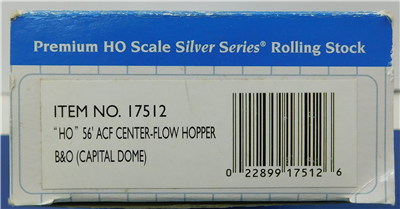 Premium HO Scale Silver Series® Rolling Stock
ITEM NO. 17512
"HO" 56' ACF CENTER-FLOW HOPPER
B&O (CAPITAL DOME)
0 22899 17512 6